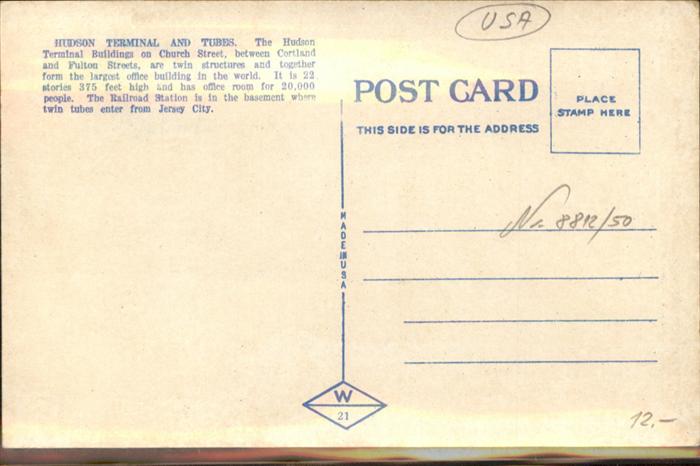 USA
HUDSON TERMINAL AND TUBES. The Hudson
Terminal Buildings on Church Street, between Cortland
and Fulton Streets, are twin structures and together
form the largest office building in the world. It is 22
stories 375 feet high and has office room for 20,000
people. The Railroad Station is in the basement where
twin tubes enter from Jersey City.
POST CARD
THIS SIDE IS FOR THE ADDRESS
PLACE
STAMP HERE
MADE IN USA
Nr. 8812/50
W
21
12.-